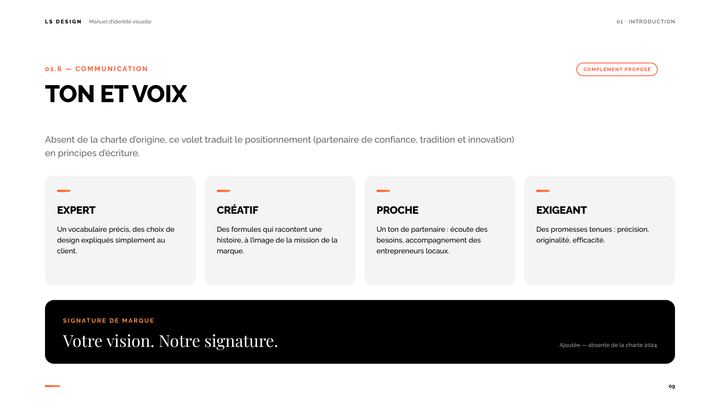 LS DESIGN Manuel d'identité visuelle
01 · INTRODUCTION
01.6 — COMMUNICATION
COMPLÉMENT PROPOSÉ
TON ET VOIX
Absent de la charte d'origine, ce volet traduit le positionnement (partenaire de confiance, tradition et innovation)
en principes d'écriture.
EXPERT
Un vocabulaire précis, des choix de
design expliqués simplement au
client.
CRÉATIF
Des formules qui racontent une
histoire, à l'image de la mission de la
marque.
PROCHE
Un ton de partenaire : écoute des
besoins, accompagnement des
entrepreneurs locaux.
EXIGEANT
Des promesses tenues : précision,
originalité, efficacité.
SIGNATURE DE MARQUE
Votre vision. Notre signature.
Ajoutée — absente de la charte 2024
09